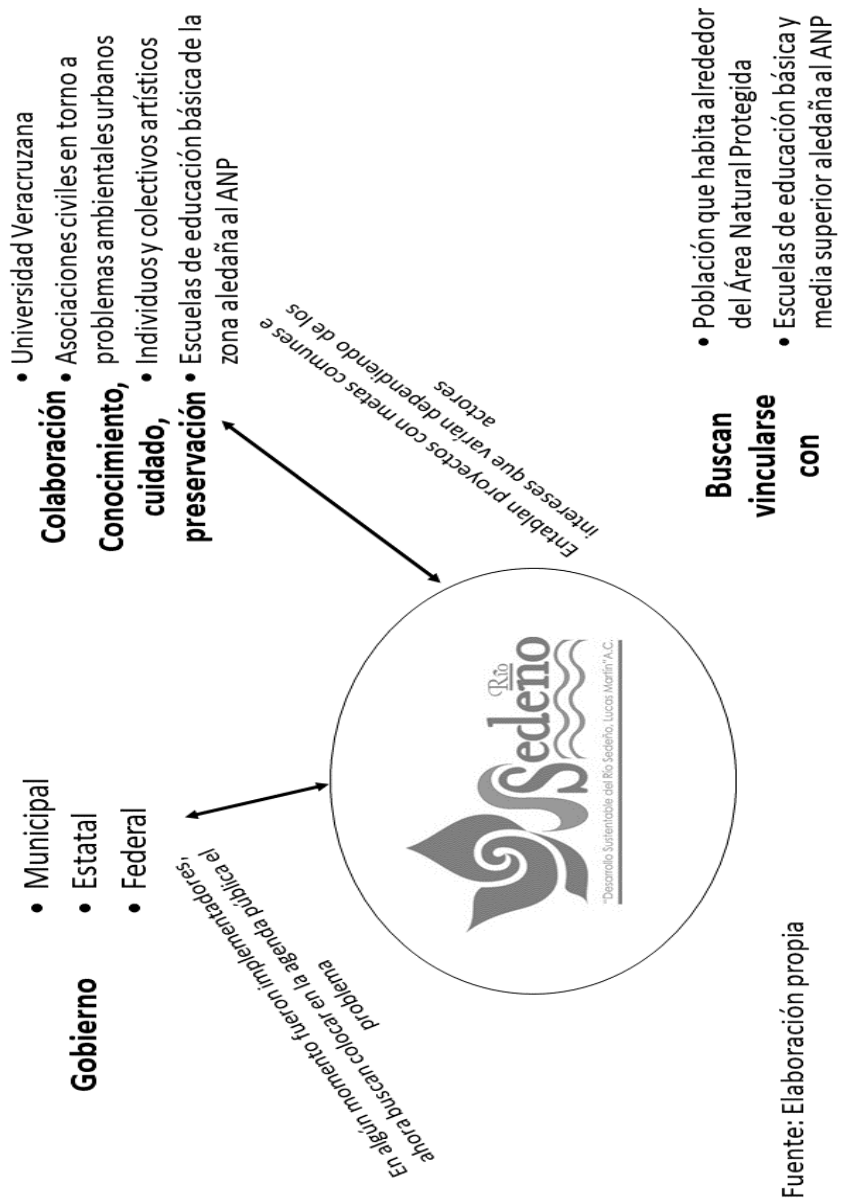 Gobierno
• Municipal
• Estatal
• Federal
Colaboración
Conocimiento,
cuidado,
preservación
• Universidad Veracruzana
• Asociaciones civiles en torno a
problemas ambientales urbanos
• Individuos y colectivos artísticos
• Escuelas de educación básica de la
zona aledaña al ANP
En algún momento fueron implementadores,
ahora buscan colocar en la agenda pública el
problema
Entablan proyectos con metas comunes e
intereses que varían dependiendo de los
actores
Río
Sedeño
"Desarrollo Sustentable del Río Sedeño, Lucas Martín" A.C.
Buscan
vincularse
con
• Población que habita alrededor
del Área Natural Protegida
• Escuelas de educación básica y
media superior aledaña al ANP
Fuente: Elaboración propia